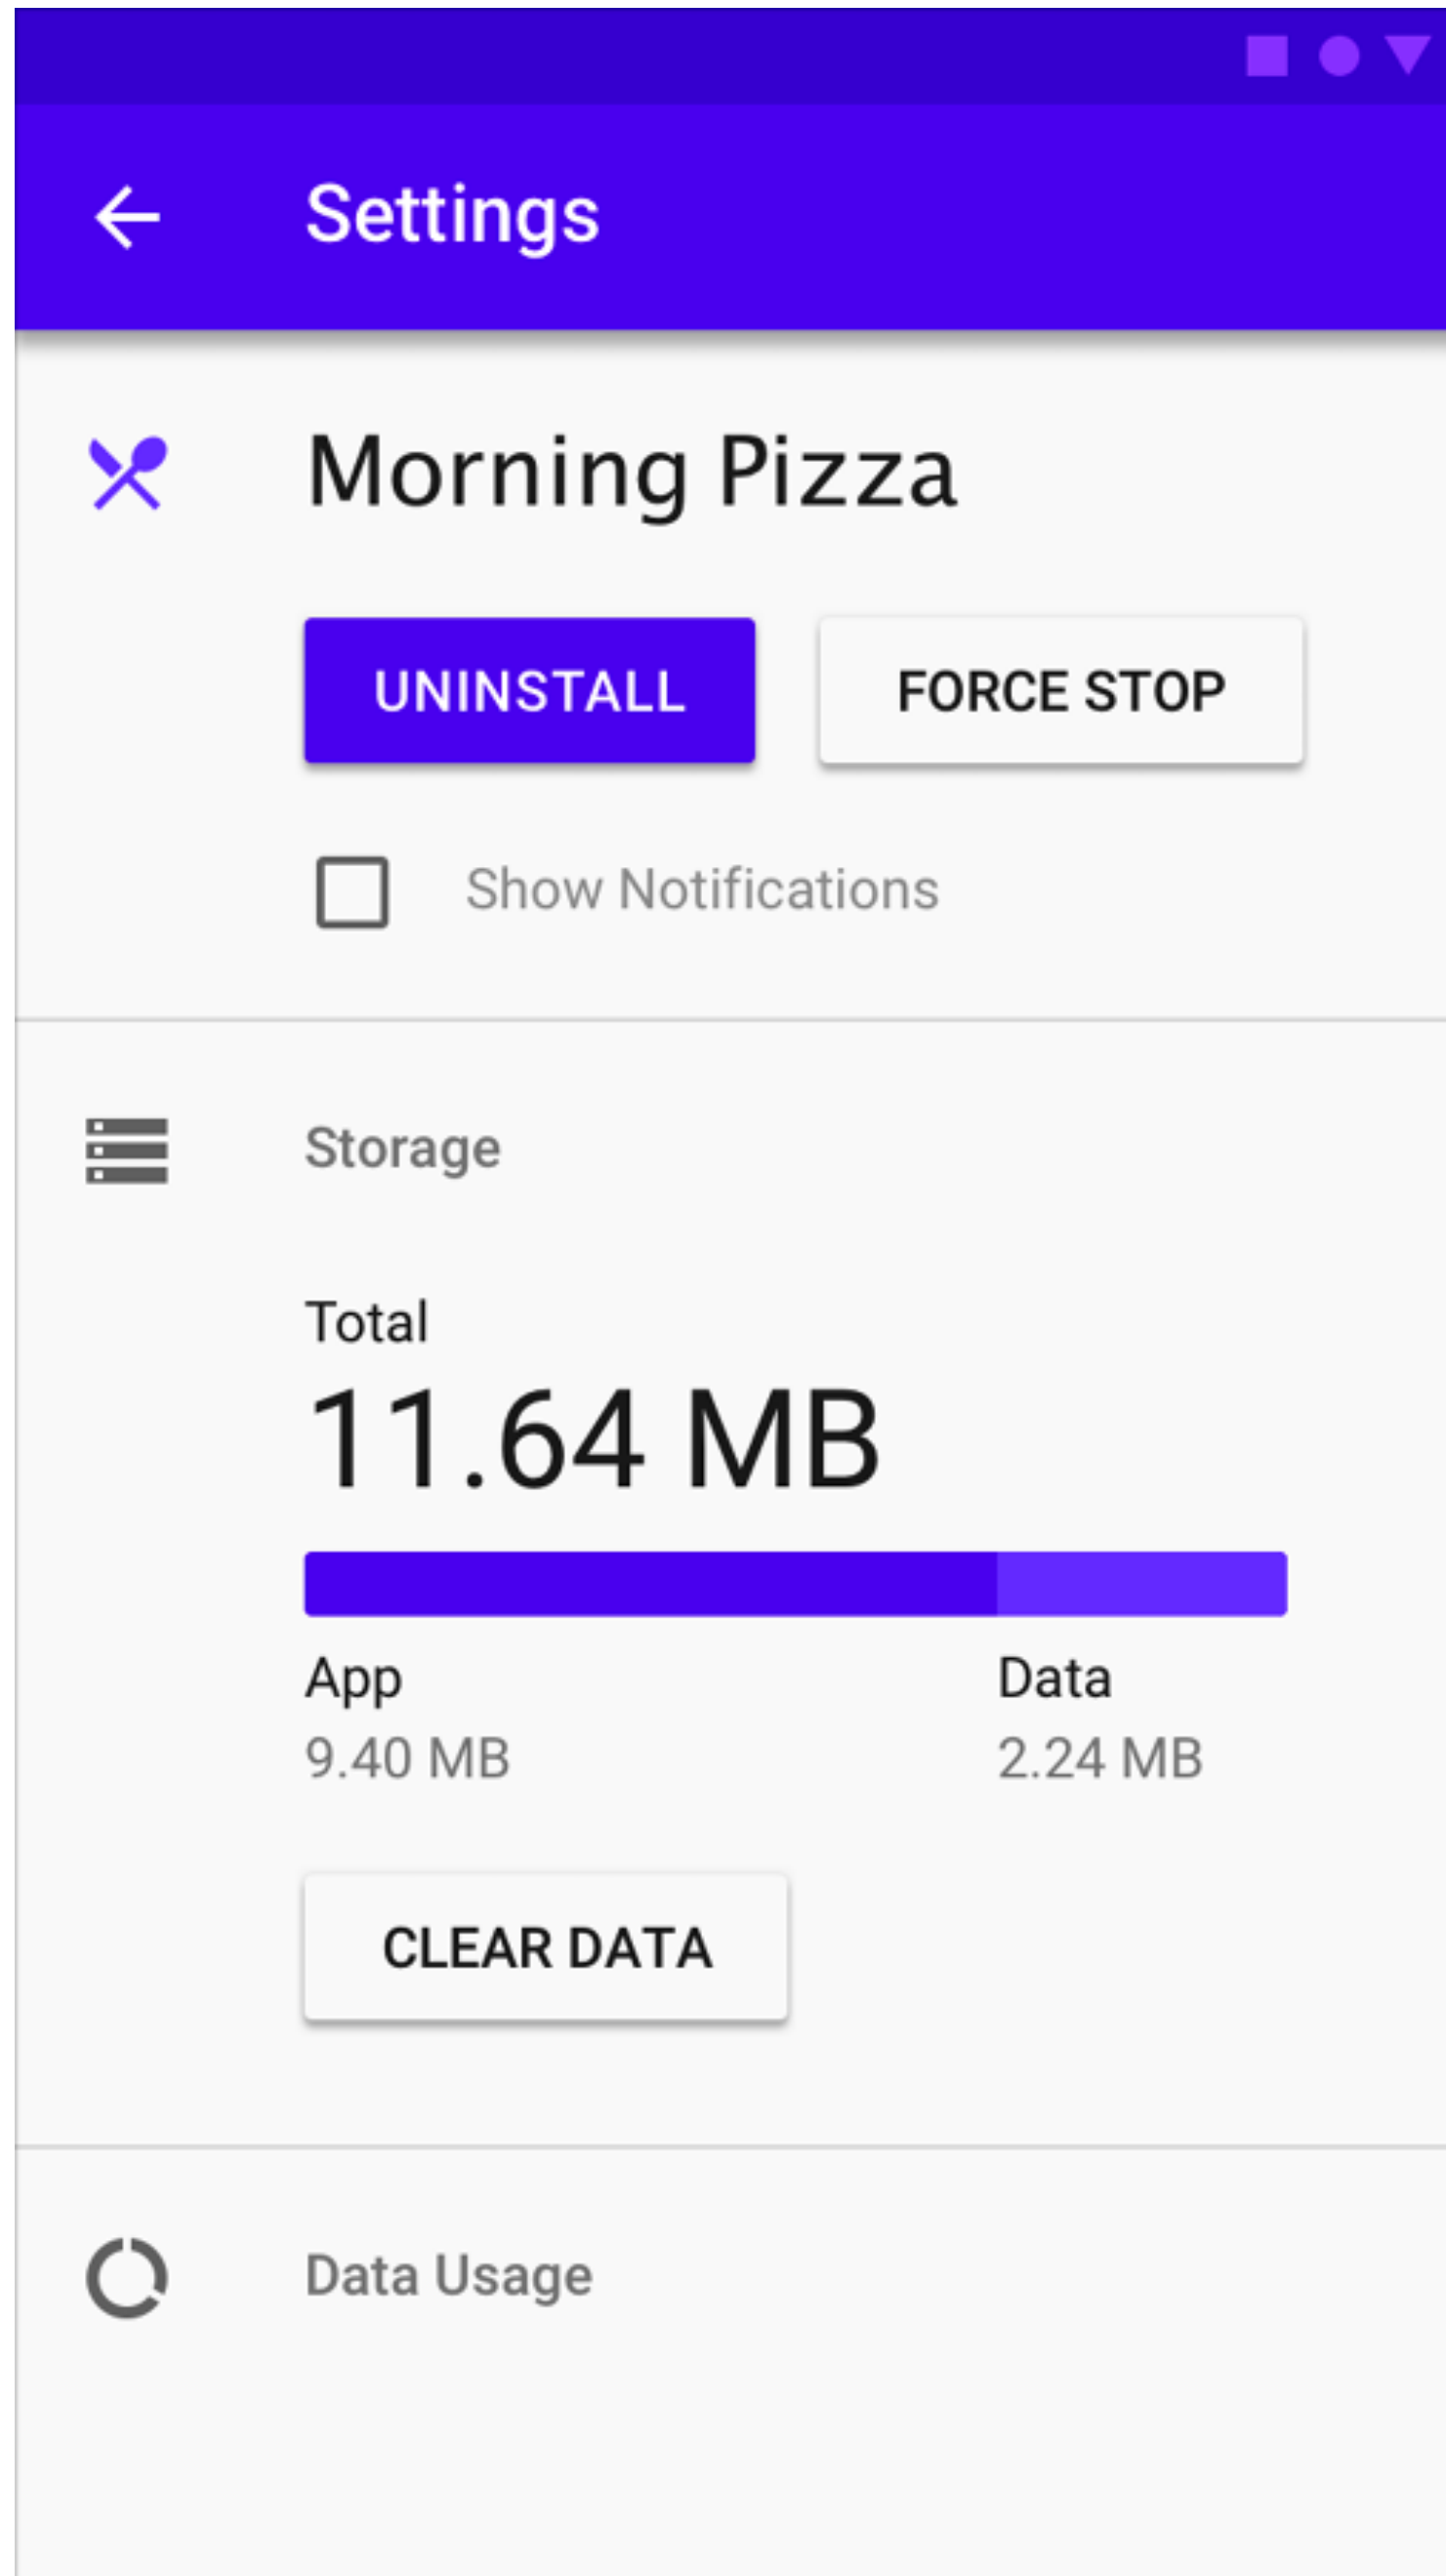 Settings
Morning Pizza
UNINSTALL FORCE STOP
Show Notifications
Storage
Total
11.64 MB
App Data
9.40 MB 2.24 MB
CLEAR DATA
Data Usage